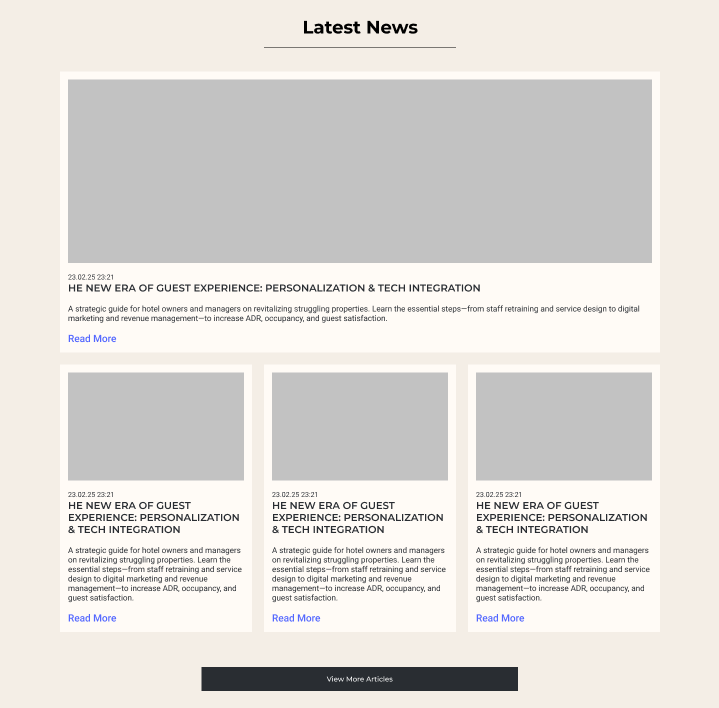 Latest News
23.02.25 23:21
HE NEW ERA OF GUEST EXPERIENCE: PERSONALIZATION & TECH INTEGRATION
A strategic guide for hotel owners and managers on revitalizing struggling properties. Learn the essential steps—from staff retraining and service design to digital
marketing and revenue management—to increase ADR, occupancy, and guest satisfaction.
Read More
23.02.25 23:21
HE NEW ERA OF GUEST
EXPERIENCE: PERSONALIZATION
& TECH INTEGRATION
A strategic guide for hotel owners and managers
on revitalizing struggling properties. Learn the
essential steps—from staff retraining and service
design to digital marketing and revenue
management—to increase ADR, occupancy, and
guest satisfaction.
Read More
23.02.25 23:21
HE NEW ERA OF GUEST
EXPERIENCE: PERSONALIZATION
& TECH INTEGRATION
A strategic guide for hotel owners and managers
on revitalizing struggling properties. Learn the
essential steps—from staff retraining and service
design to digital marketing and revenue
management—to increase ADR, occupancy, and
guest satisfaction.
Read More
23.02.25 23:21
HE NEW ERA OF GUEST
EXPERIENCE: PERSONALIZATION
& TECH INTEGRATION
A strategic guide for hotel owners and managers
on revitalizing struggling properties. Learn the
essential steps—from staff retraining and service
design to digital marketing and revenue
management—to increase ADR, occupancy, and
guest satisfaction.
Read More
View More Articles